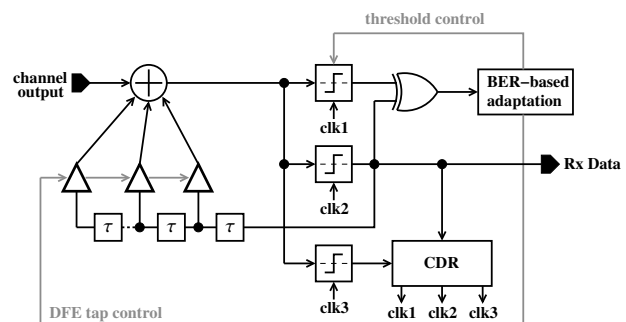 threshold control
channel
output
BER−based
adaptation
clk1
Rx Data
clk2
τ
τ
τ
CDR
clk3
clk1
clk2
clk3
DFE tap control